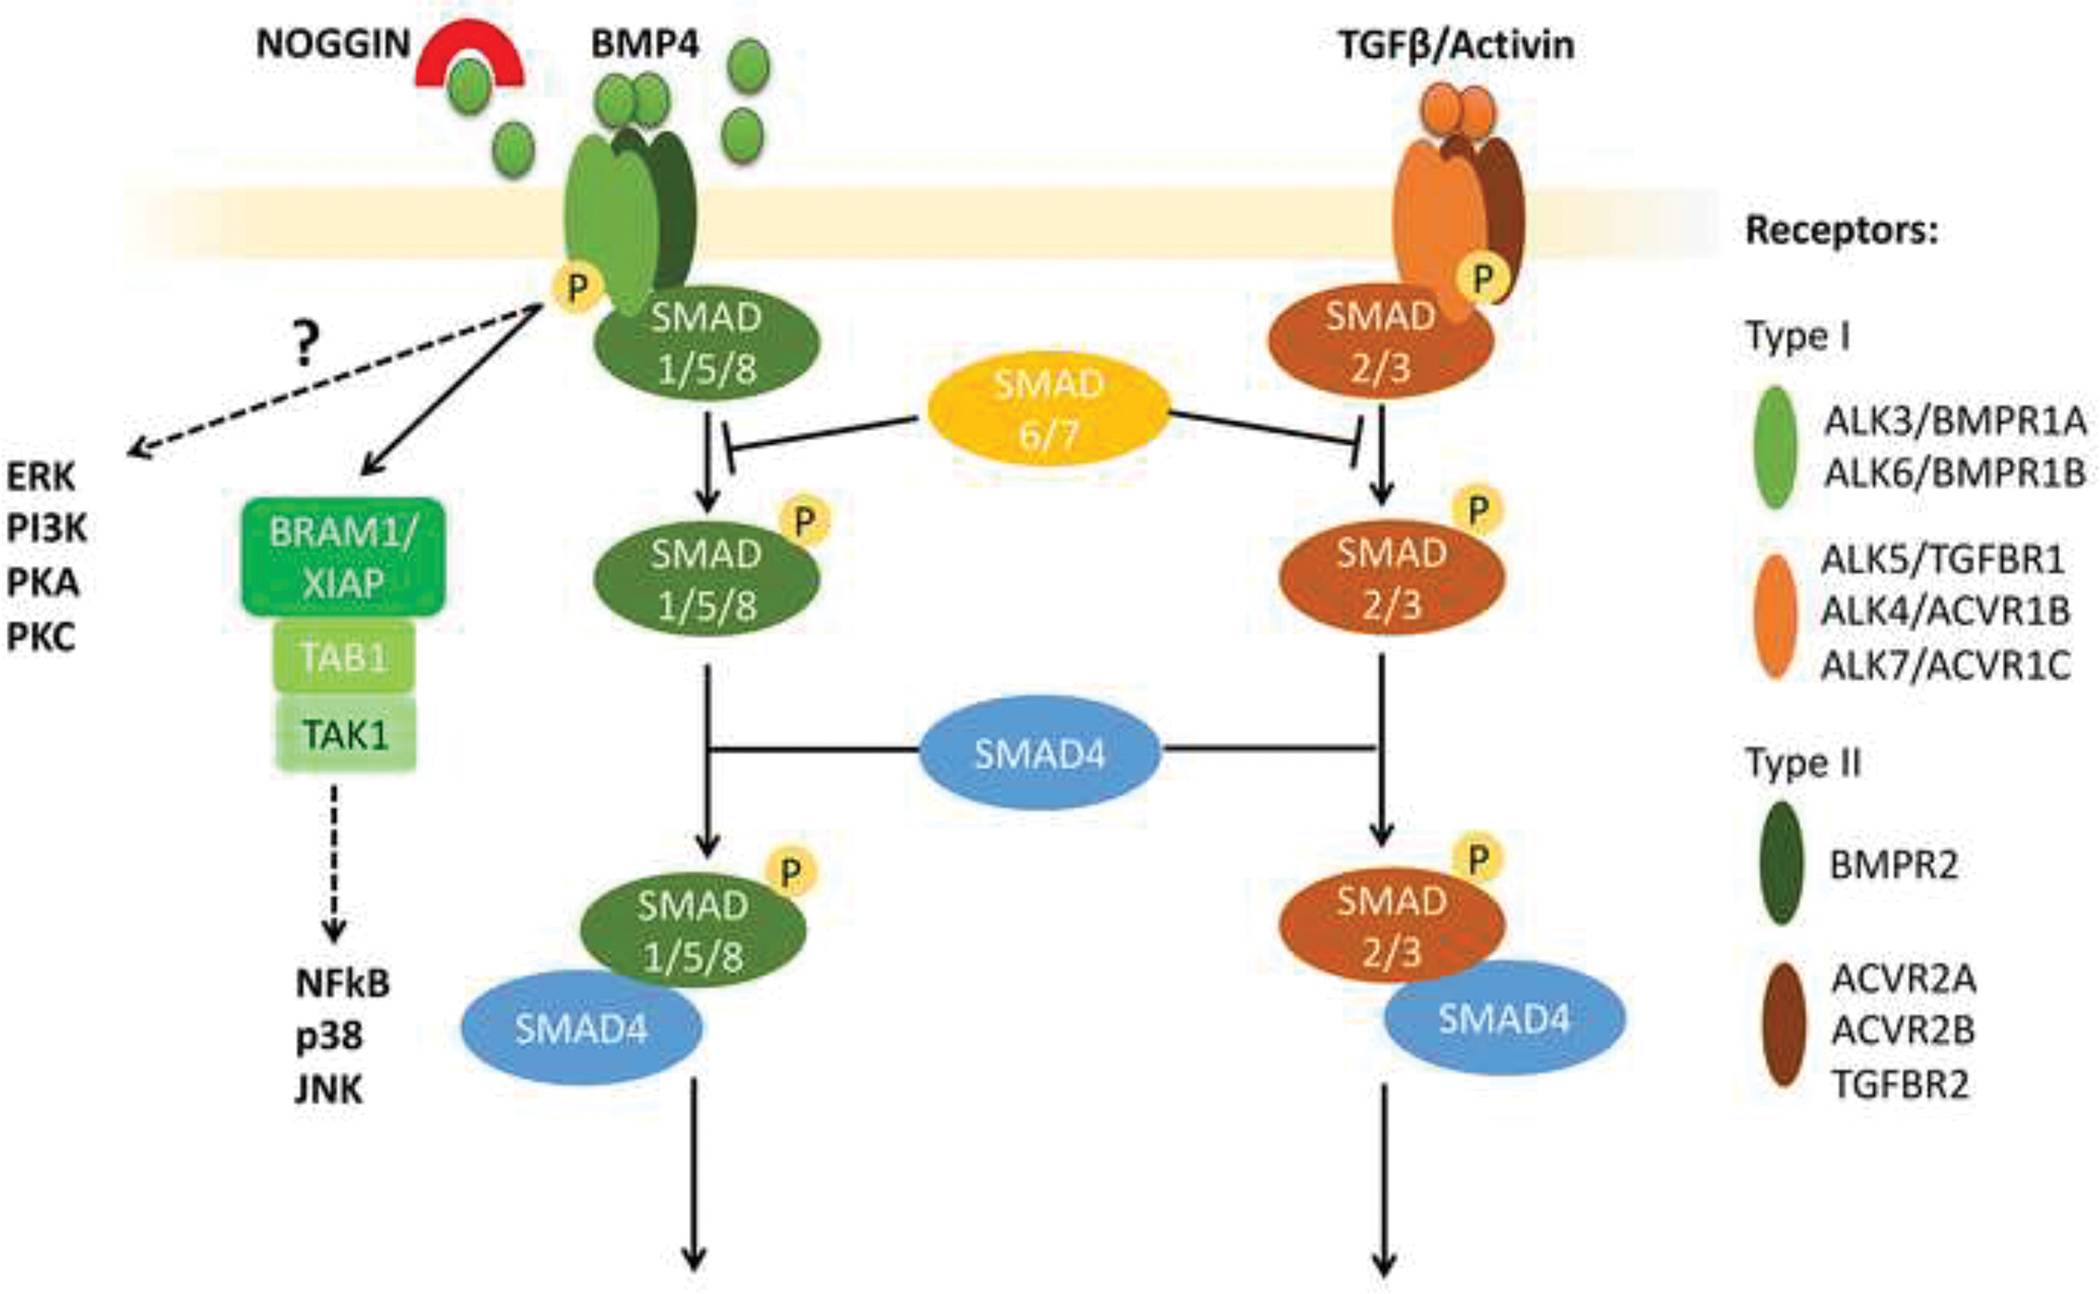 NOGGIN
BMP4
TGFβ/Activin
P
SMAD
1/5/8
P
SMAD
2/3
?
SMAD
6/7
ERK
PI3K
PKA
PKC
BRAM1/
XIAP
TAB1
TAK1
NFkB
p38
JNK
P
SMAD
1/5/8
P
SMAD
2/3
SMAD4
P
SMAD
1/5/8
SMAD4
P
SMAD
2/3
SMAD4
Receptors:
Type I
ALK3/BMPR1A
ALK6/BMPR1B
ALK5/TGFBR1
ALK4/ACVR1B
ALK7/ACVR1C
Type II
BMPR2
ACVR2A
ACVR2B
TGFBR2